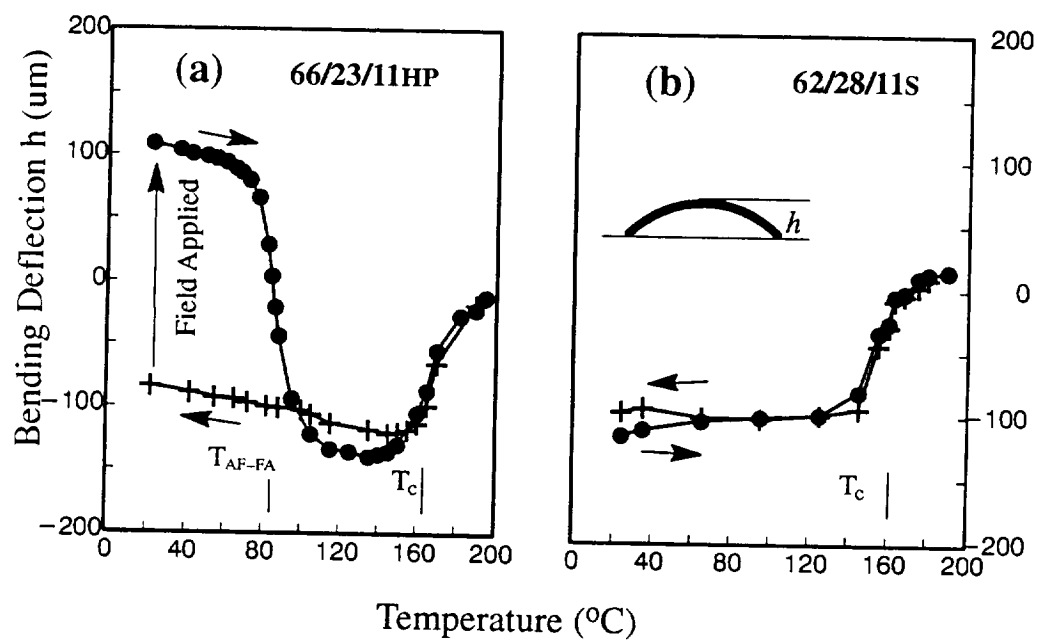 Bending Deflection h (um)
200
100
0
−100
−200
(a)
66/23/11HP
Field Applied
TAF–FA
Tc
0
40
80
120
160
200
(b)
62/28/11S
h
Tc
0
40
80
120
160
200
200
100
0
−100
−200
Temperature (ºC)